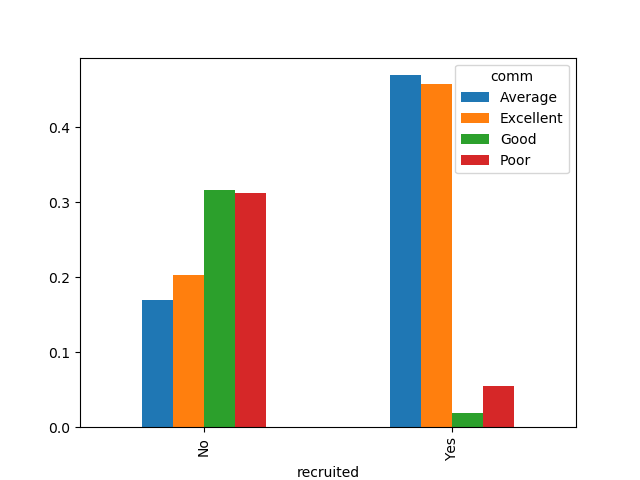 comm
Average
Excellent
Good
Poor
0.4
0.3
0.2
0.1
0.0
No
Yes
recruited